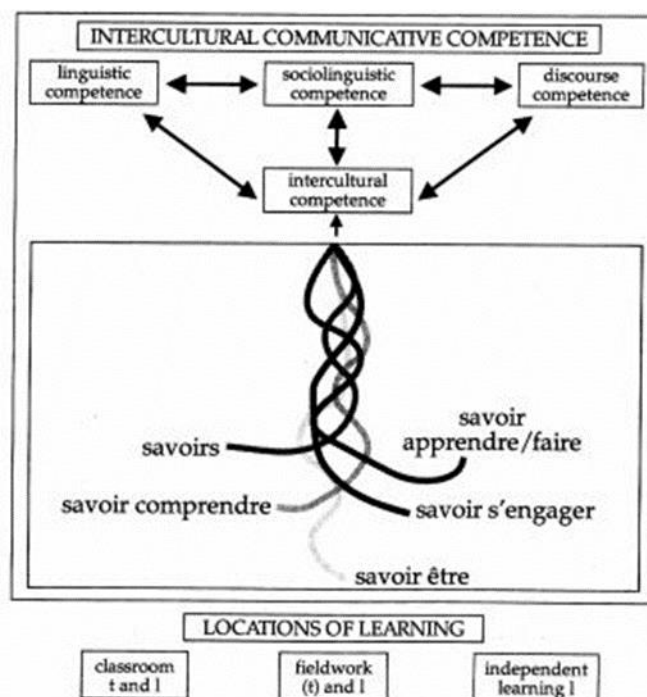 INTERCULTURAL COMMUNICATIVE COMPETENCE
linguistic
competence
sociolinguistic
competence
discourse
competence
intercultural
competence
savoir
apprendre/faire
savoirs
savoir comprendre
savoir s'engager
savoir être
LOCATIONS OF LEARNING
classroom
t and l
fieldwork
(t) and l
independent
learning l